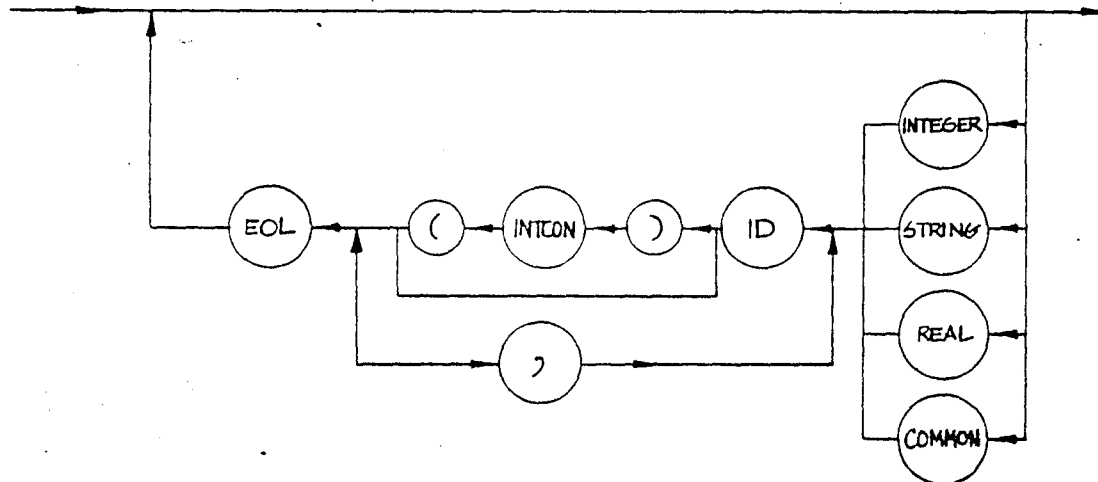 INTEGER
EOL ( INTCON ) ID STRING
, REAL
COMMON